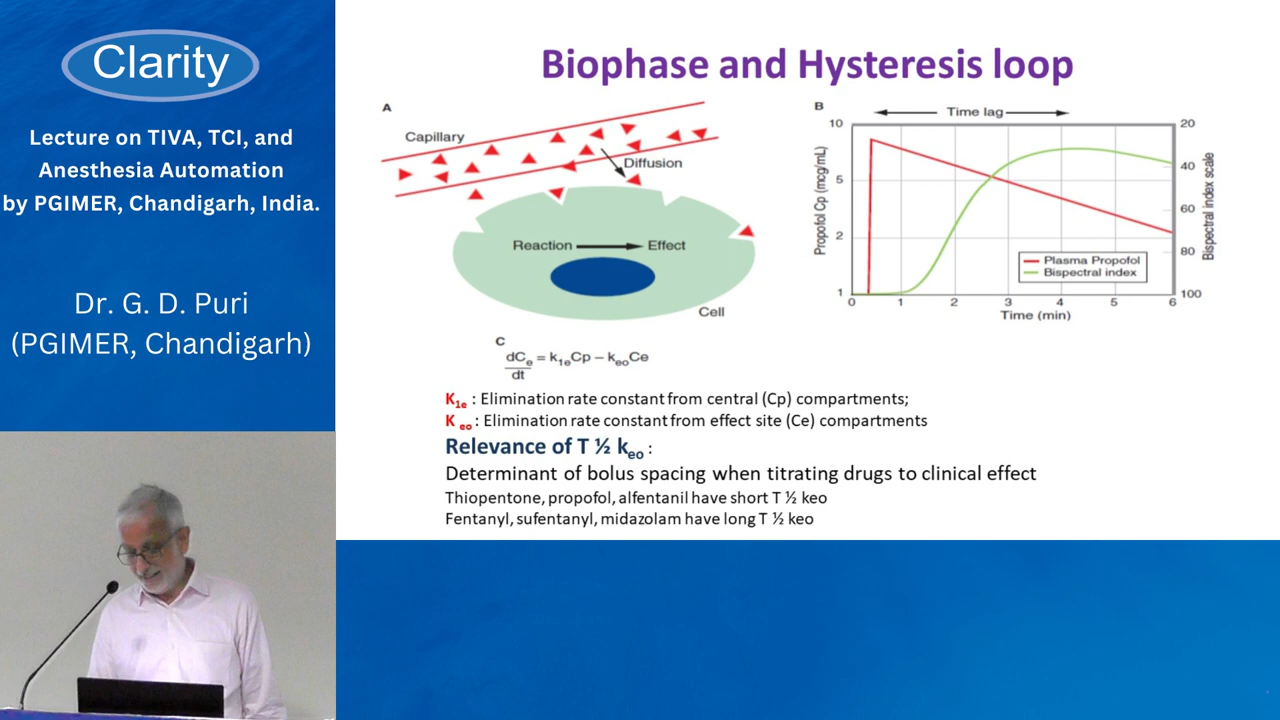 Clarity
Lecture on TIVA, TCI, and
Anesthesia Automation
by PGIMER, Chandigarh, India.
Dr. G. D. Puri
(PGIMER, Chandigarh)
Biophase and Hysteresis loop
A
Capillary
Diffusion
Reaction
Effect
Cell
B
Time lag
Propofol Cp (mcg/mL)
10
5
2
1
20
40
60
80
100
Bispectral index scale
Plasma Propofol
Bispectral index
0 1 2 3 4 5 6
Time (min)
C
dCe/dt = k1eCp – keoCe
K1e : Elimination rate constant from central (Cp) compartments;
K eo : Elimination rate constant from effect site (Ce) compartments
Relevance of T ½ keo :
Determinant of bolus spacing when titrating drugs to clinical effect
Thiopentone, propofol, alfentanil have short T ½ keo
Fentanyl, sufentanyl, midazolam have long T ½ keo